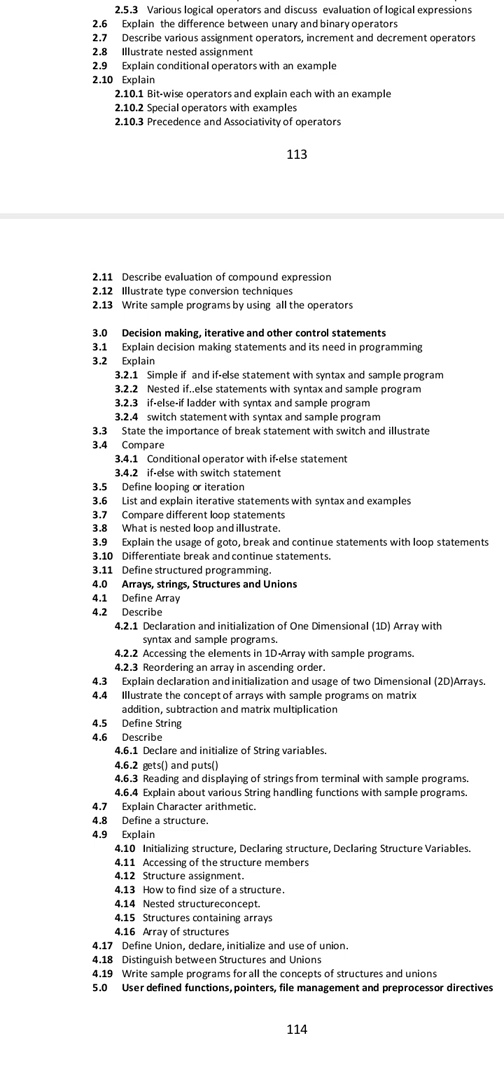 2.5.3 Various logical operators and discuss evaluation of logical expressions
2.6 Explain the difference between unary and binary operators
2.7 Describe various assignment operators, increment and decrement operators
2.8 Illustrate nested assignment
2.9 Explain conditional operators with an example
2.10 Explain
2.10.1 Bit-wise operators and explain each with an example
2.10.2 Special operators with examples
2.10.3 Precedence and Associativity of operators
113
2.11 Describe evaluation of compound expression
2.12 Illustrate type conversion techniques
2.13 Write sample programs by using all the operators
3.0 Decision making, iterative and other control statements
3.1 Explain decision making statements and its need in programming
3.2 Explain
3.2.1 Simple if and if-else statement with syntax and sample program
3.2.2 Nested if..else statements with syntax and sample program
3.2.3 if-else-if ladder with syntax and sample program
3.2.4 switch statement with syntax and sample program
3.3 State the importance of break statement with switch and illustrate
3.4 Compare
3.4.1 Conditional operator with if-else statement
3.4.2 if-else with switch statement
3.5 Define looping or iteration
3.6 List and explain iterative statements with syntax and examples
3.7 Compare different loop statements
3.8 What is nested loop and illustrate.
3.9 Explain the usage of goto, break and continue statements with loop statements
3.10 Differentiate break and continue statements.
3.11 Define structured programming.
4.0 Arrays, strings, Structures and Unions
4.1 Define Array
4.2 Describe
4.2.1 Declaration and initialization of One Dimensional (1D) Array with
syntax and sample programs.
4.2.2 Accessing the elements in 1D-Array with sample programs.
4.2.3 Reordering an array in ascending order.
4.3 Explain declaration and initialization and usage of two Dimensional (2D)Arrays.
4.4 Illustrate the concept of arrays with sample programs on matrix
addition, subtraction and matrix multiplication
4.5 Define String
4.6 Describe
4.6.1 Declare and initialize of String variables.
4.6.2 gets() and puts()
4.6.3 Reading and displaying of strings from terminal with sample programs.
4.6.4 Explain about various String handling functions with sample programs.
4.7 Explain Character arithmetic.
4.8 Define a structure.
4.9 Explain
4.10 Initializing structure, Declaring structure, Declaring Structure Variables.
4.11 Accessing of the structure members
4.12 Structure assignment.
4.13 How to find size of a structure.
4.14 Nested structureconcept.
4.15 Structures containing arrays
4.16 Array of structures
4.17 Define Union, declare, initialize and use of union.
4.18 Distinguish between Structures and Unions
4.19 Write sample programs for all the concepts of structures and unions
5.0 User defined functions, pointers, file management and preprocessor directives
114